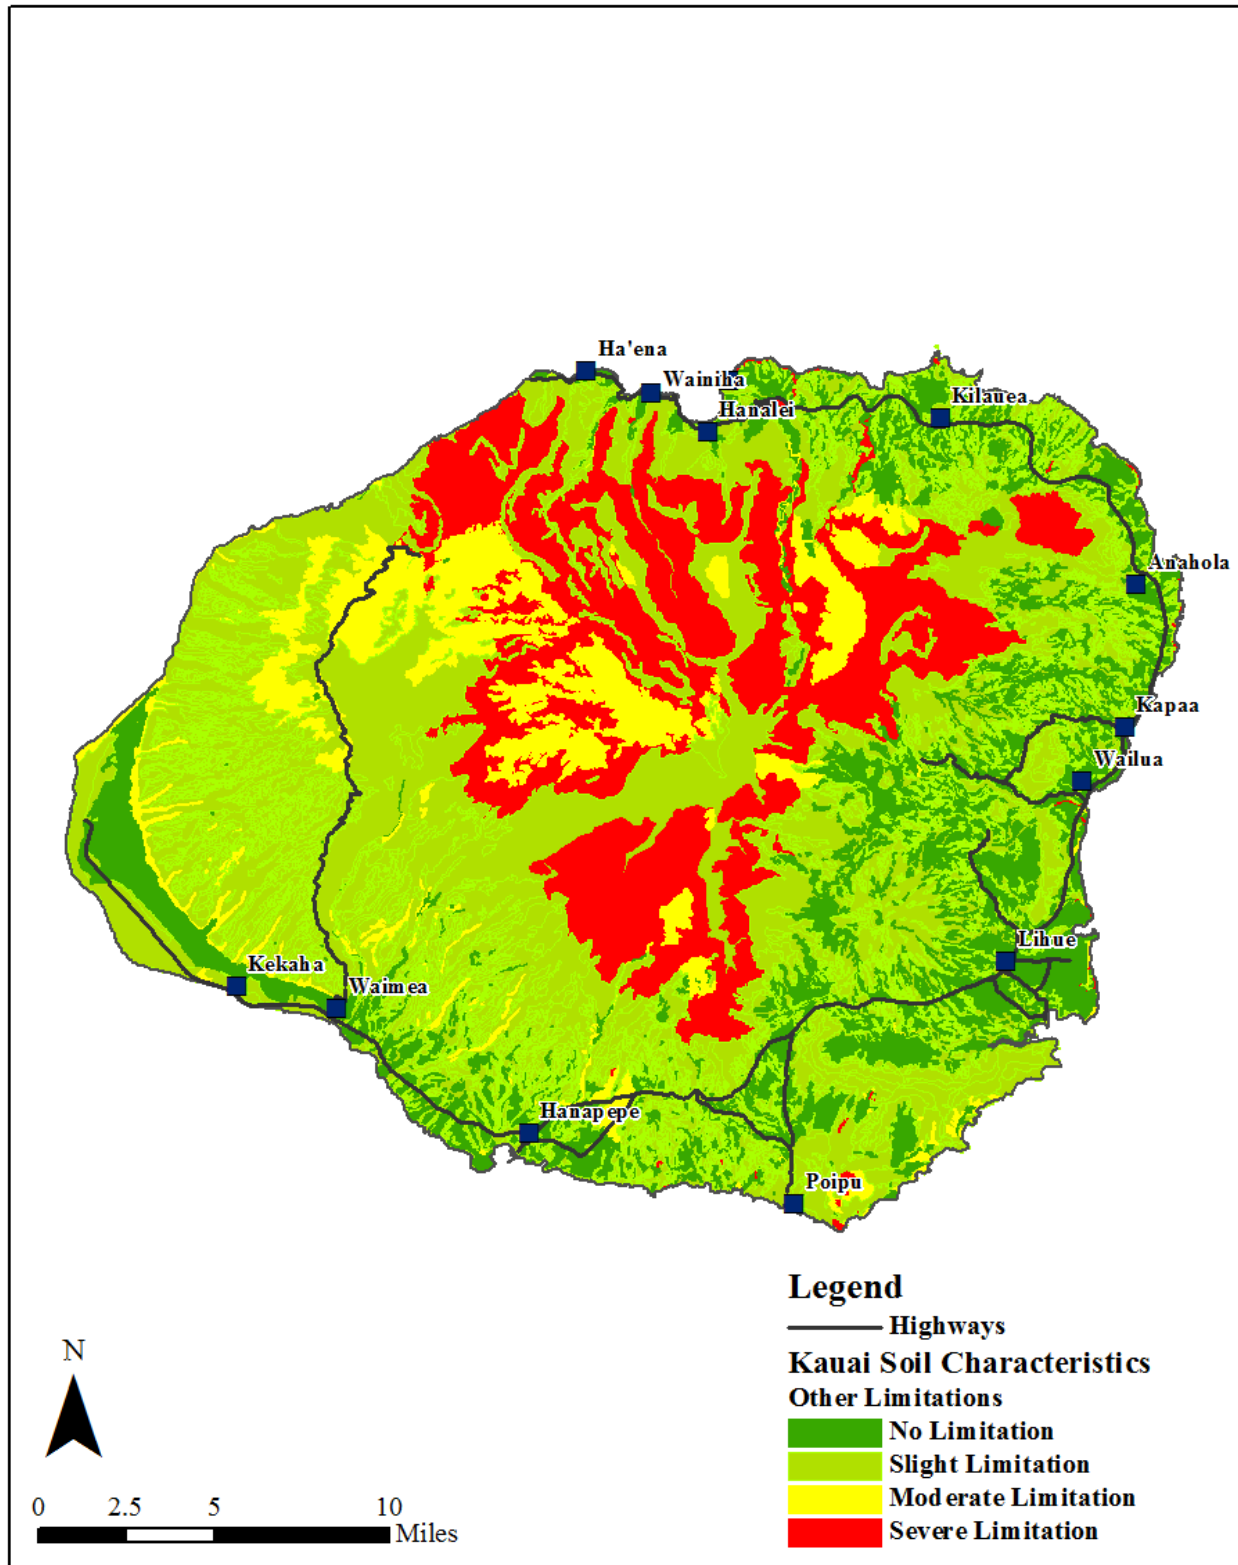 Ha'ena
Wainiha
Hanalei
Kilauea
Anahola
Kapaa
Wailua
Lihue
Kekaha
Waimea
Hanapepe
Poipu
Legend
Highways
Kauai Soil Characteristics
Other Limitations
No Limitation
Slight Limitation
Moderate Limitation
Severe Limitation
N
0 2.5 5 10
Miles